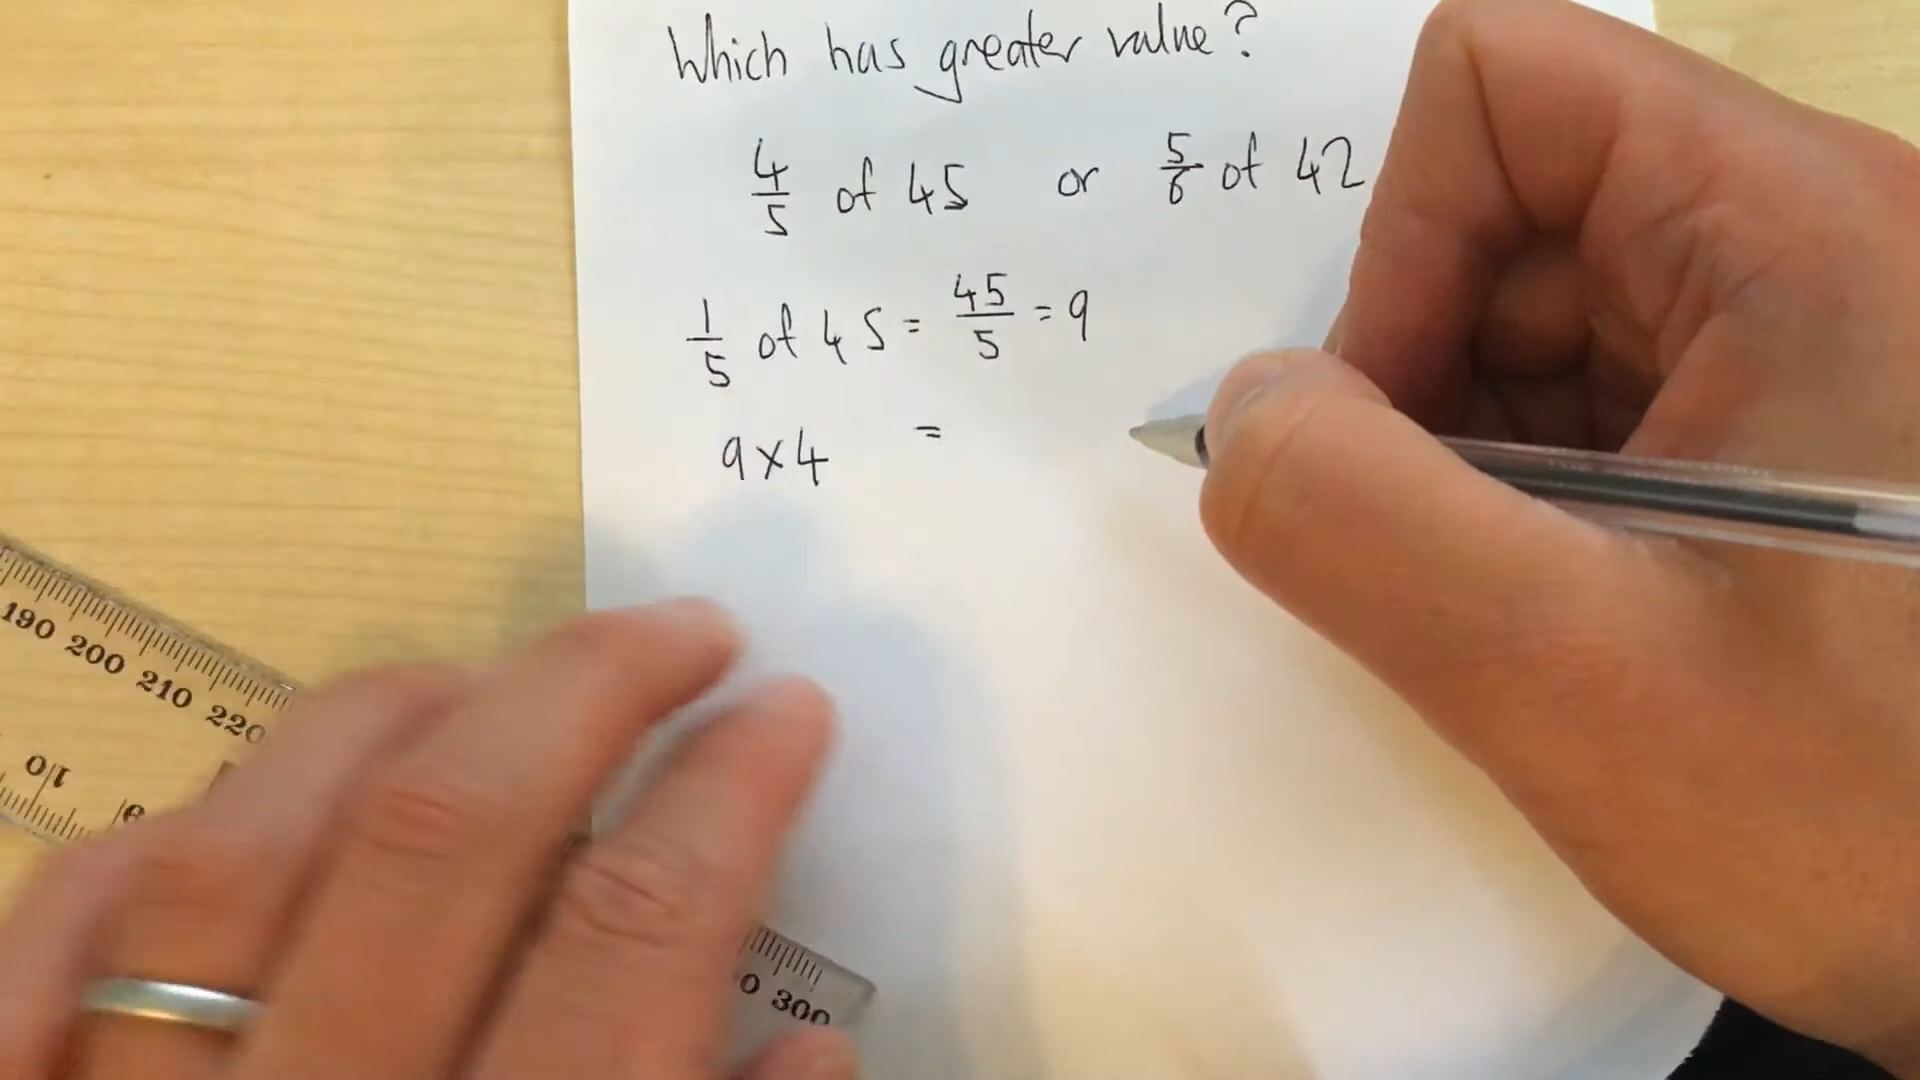 Which has greater value?
4/5 of 45 or 5/6 of 42
1/5 of 45 = 45/5 = 9
9x4 =
190 200 210 220
0 300